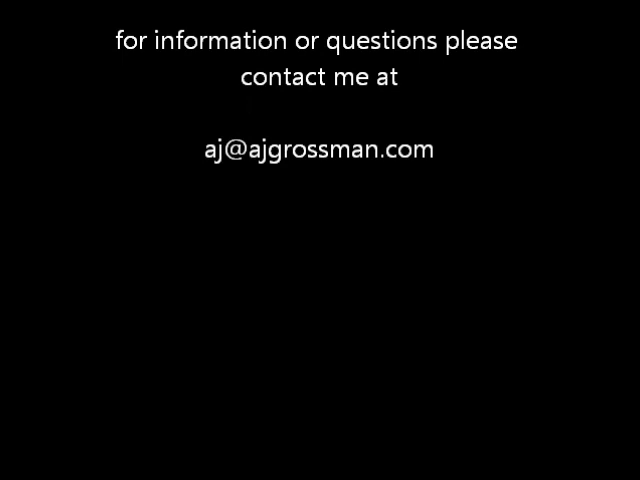 for information or questions please
contact me at
aj@ajgrossman.com